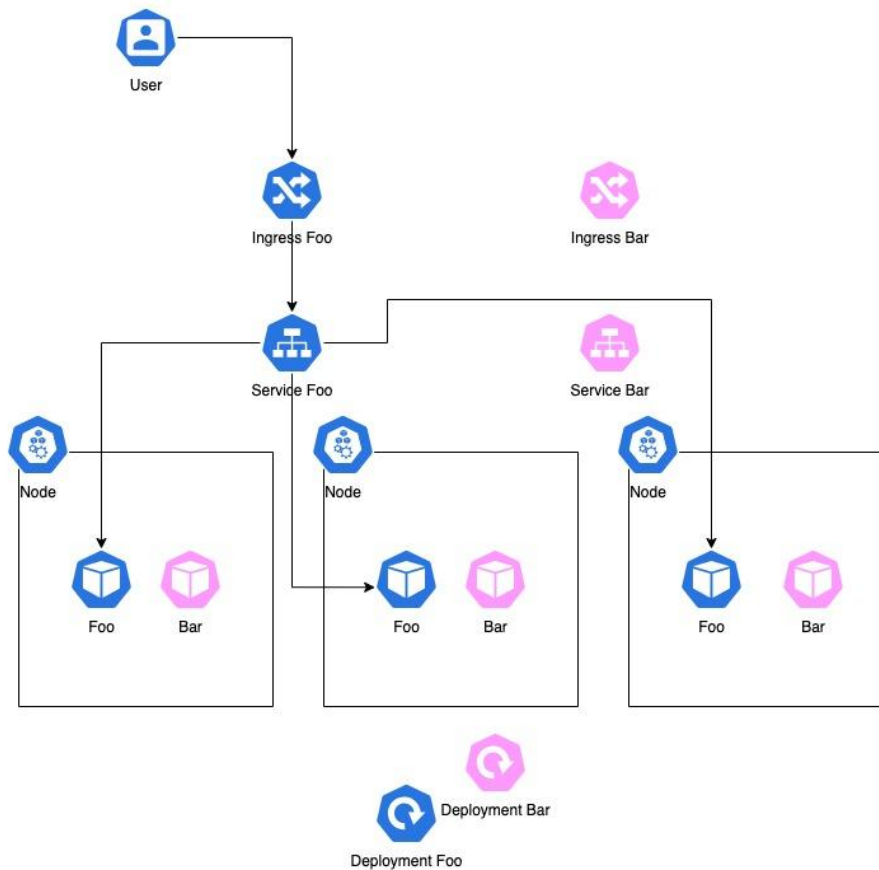 User
Ingress Foo
Ingress Bar
Service Foo
Service Bar
Node
Node
Node
Foo
Bar
Foo
Bar
Foo
Bar
Deployment Bar
Deployment Foo